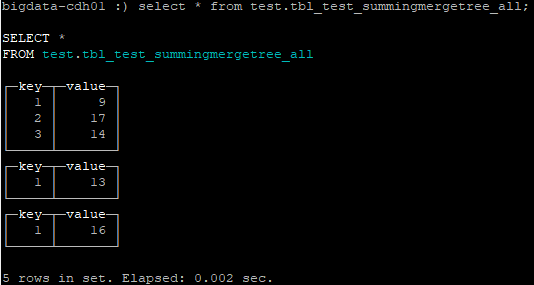 bigdata-cdh01 :) select * from test.tbl_test_summingmergetree_all;
SELECT *
FROM test.tbl_test_summingmergetree_all
┌─key─┬─value─┐
│ 1 │ 9 │
│ 2 │ 17 │
│ 3 │ 14 │
└─────┴───────┘
┌─key─┬─value─┐
│ 1 │ 13 │
└─────┴───────┘
┌─key─┬─value─┐
│ 1 │ 16 │
└─────┴───────┘
5 rows in set. Elapsed: 0.002 sec.